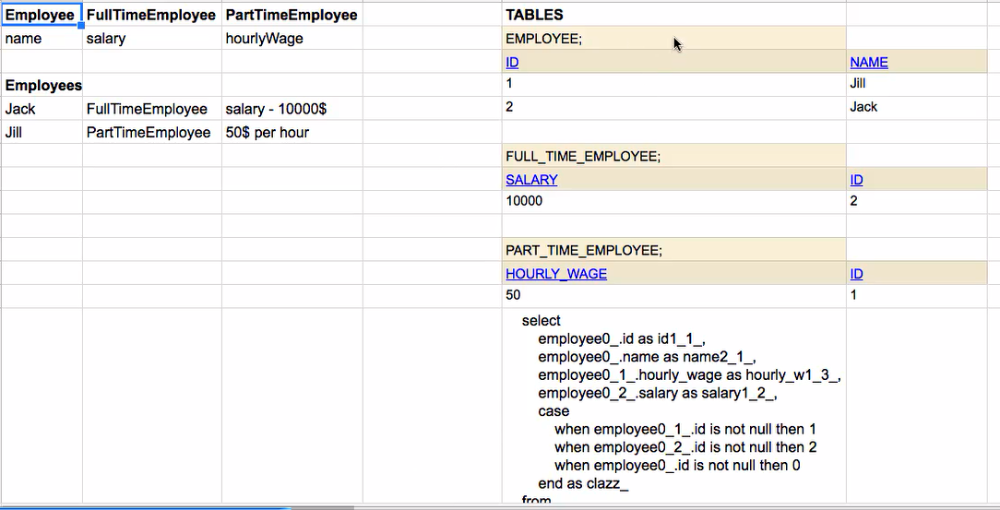 Employee FullTimeEmployee PartTimeEmployee TABLES
name salary hourlyWage EMPLOYEE;
ID NAME
Employees 1 Jill
Jack FullTimeEmployee salary - 10000$ 2 Jack
Jill PartTimeEmployee 50$ per hour
FULL_TIME_EMPLOYEE;
SALARY ID
10000 2
PART_TIME_EMPLOYEE;
HOURLY_WAGE ID
50 1
select
employee0_.id as id1_1_,
employee0_.name as name2_1_,
employee0_1_.hourly_wage as hourly_w1_3_,
employee0_2_.salary as salary1_2_,
case
when employee0_1_.id is not null then 1
when employee0_2_.id is not null then 2
when employee0_.id is not null then 0
end as clazz_
from